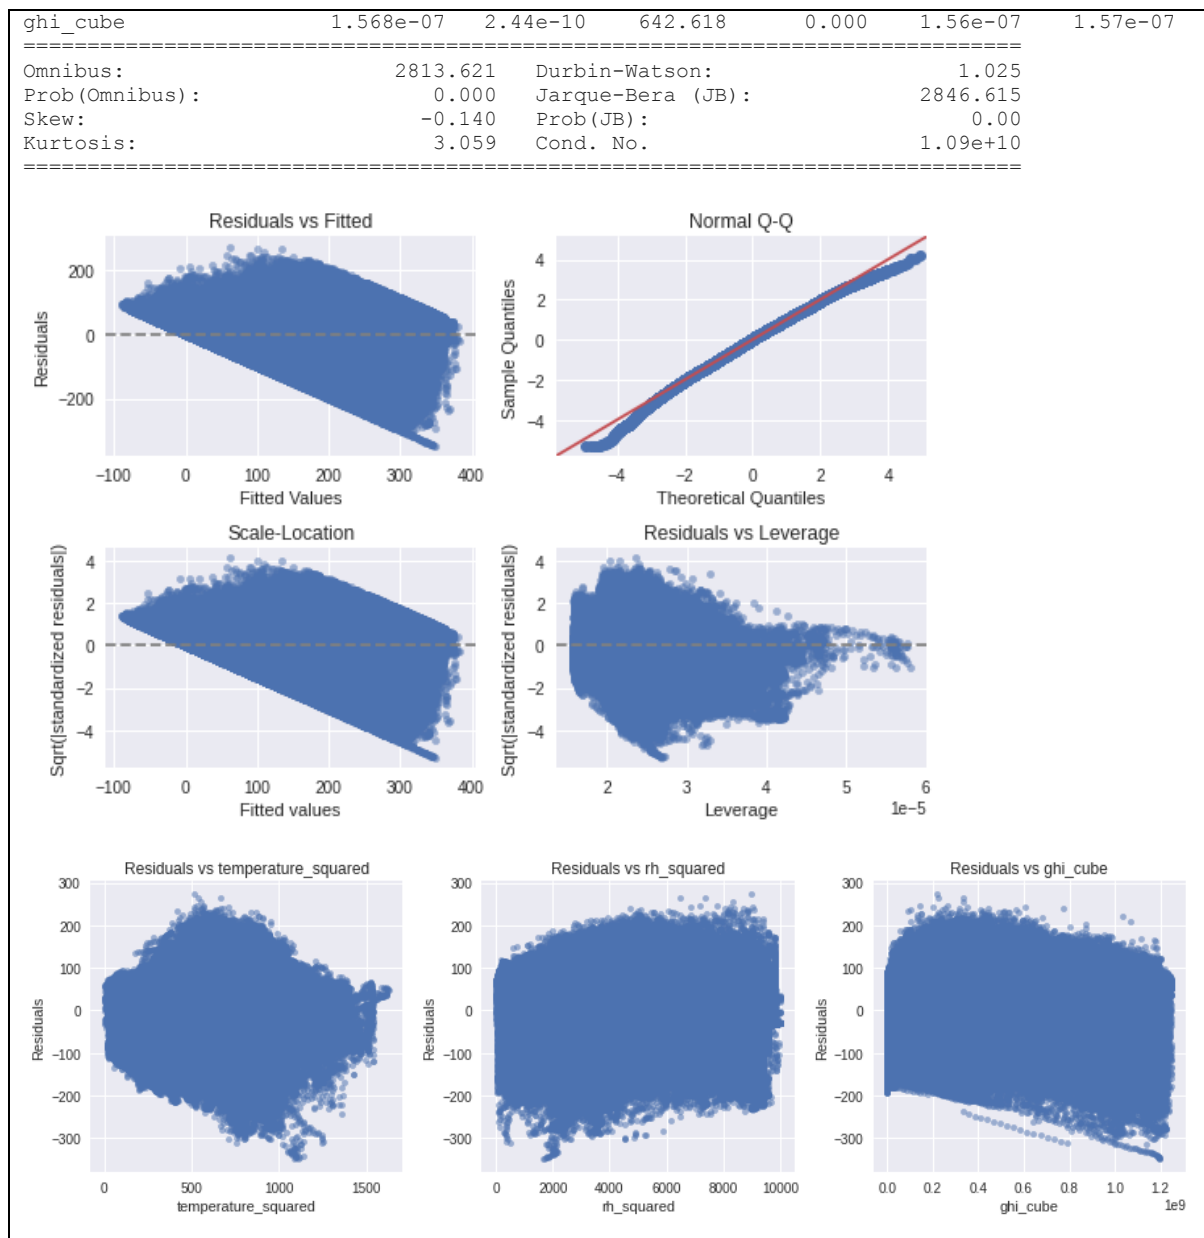 ghi_cube 1.568e-07 2.44e-10 642.618 0.000 1.56e-07 1.57e-07
==============================================================================
Omnibus: 2813.621 Durbin-Watson: 1.025
Prob(Omnibus): 0.000 Jarque-Bera (JB): 2846.615
Skew: -0.140 Prob(JB): 0.00
Kurtosis: 3.059 Cond. No. 1.09e+10
==============================================================================
Residuals vs Fitted
Residuals
200
0
−200
−100 0 100 200 300 400
Fitted Values
Normal Q-Q
Sample Quantiles
4
2
0
−2
−4
−4 −2 0 2 4
Theoretical Quantiles
Scale-Location
Sqrt(|standardized residuals|)
4
2
0
−2
−4
−100 0 100 200 300 400
Fitted values
Residuals vs Leverage
Sqrt(|standardized residuals|)
4
2
0
−2
−4
2 3 4 5 6
1e−5
Leverage
Residuals vs temperature_squared
Residuals
300
200
100
0
−100
−200
−300
0 500 1000 1500
temperature_squared
Residuals vs rh_squared
Residuals
300
200
100
0
−100
−200
−300
0 2000 4000 6000 8000 10000
rh_squared
Residuals vs ghi_cube
Residuals
300
200
100
0
−100
−200
−300
0.0 0.2 0.4 0.6 0.8 1.0 1.2
1e9
ghi_cube